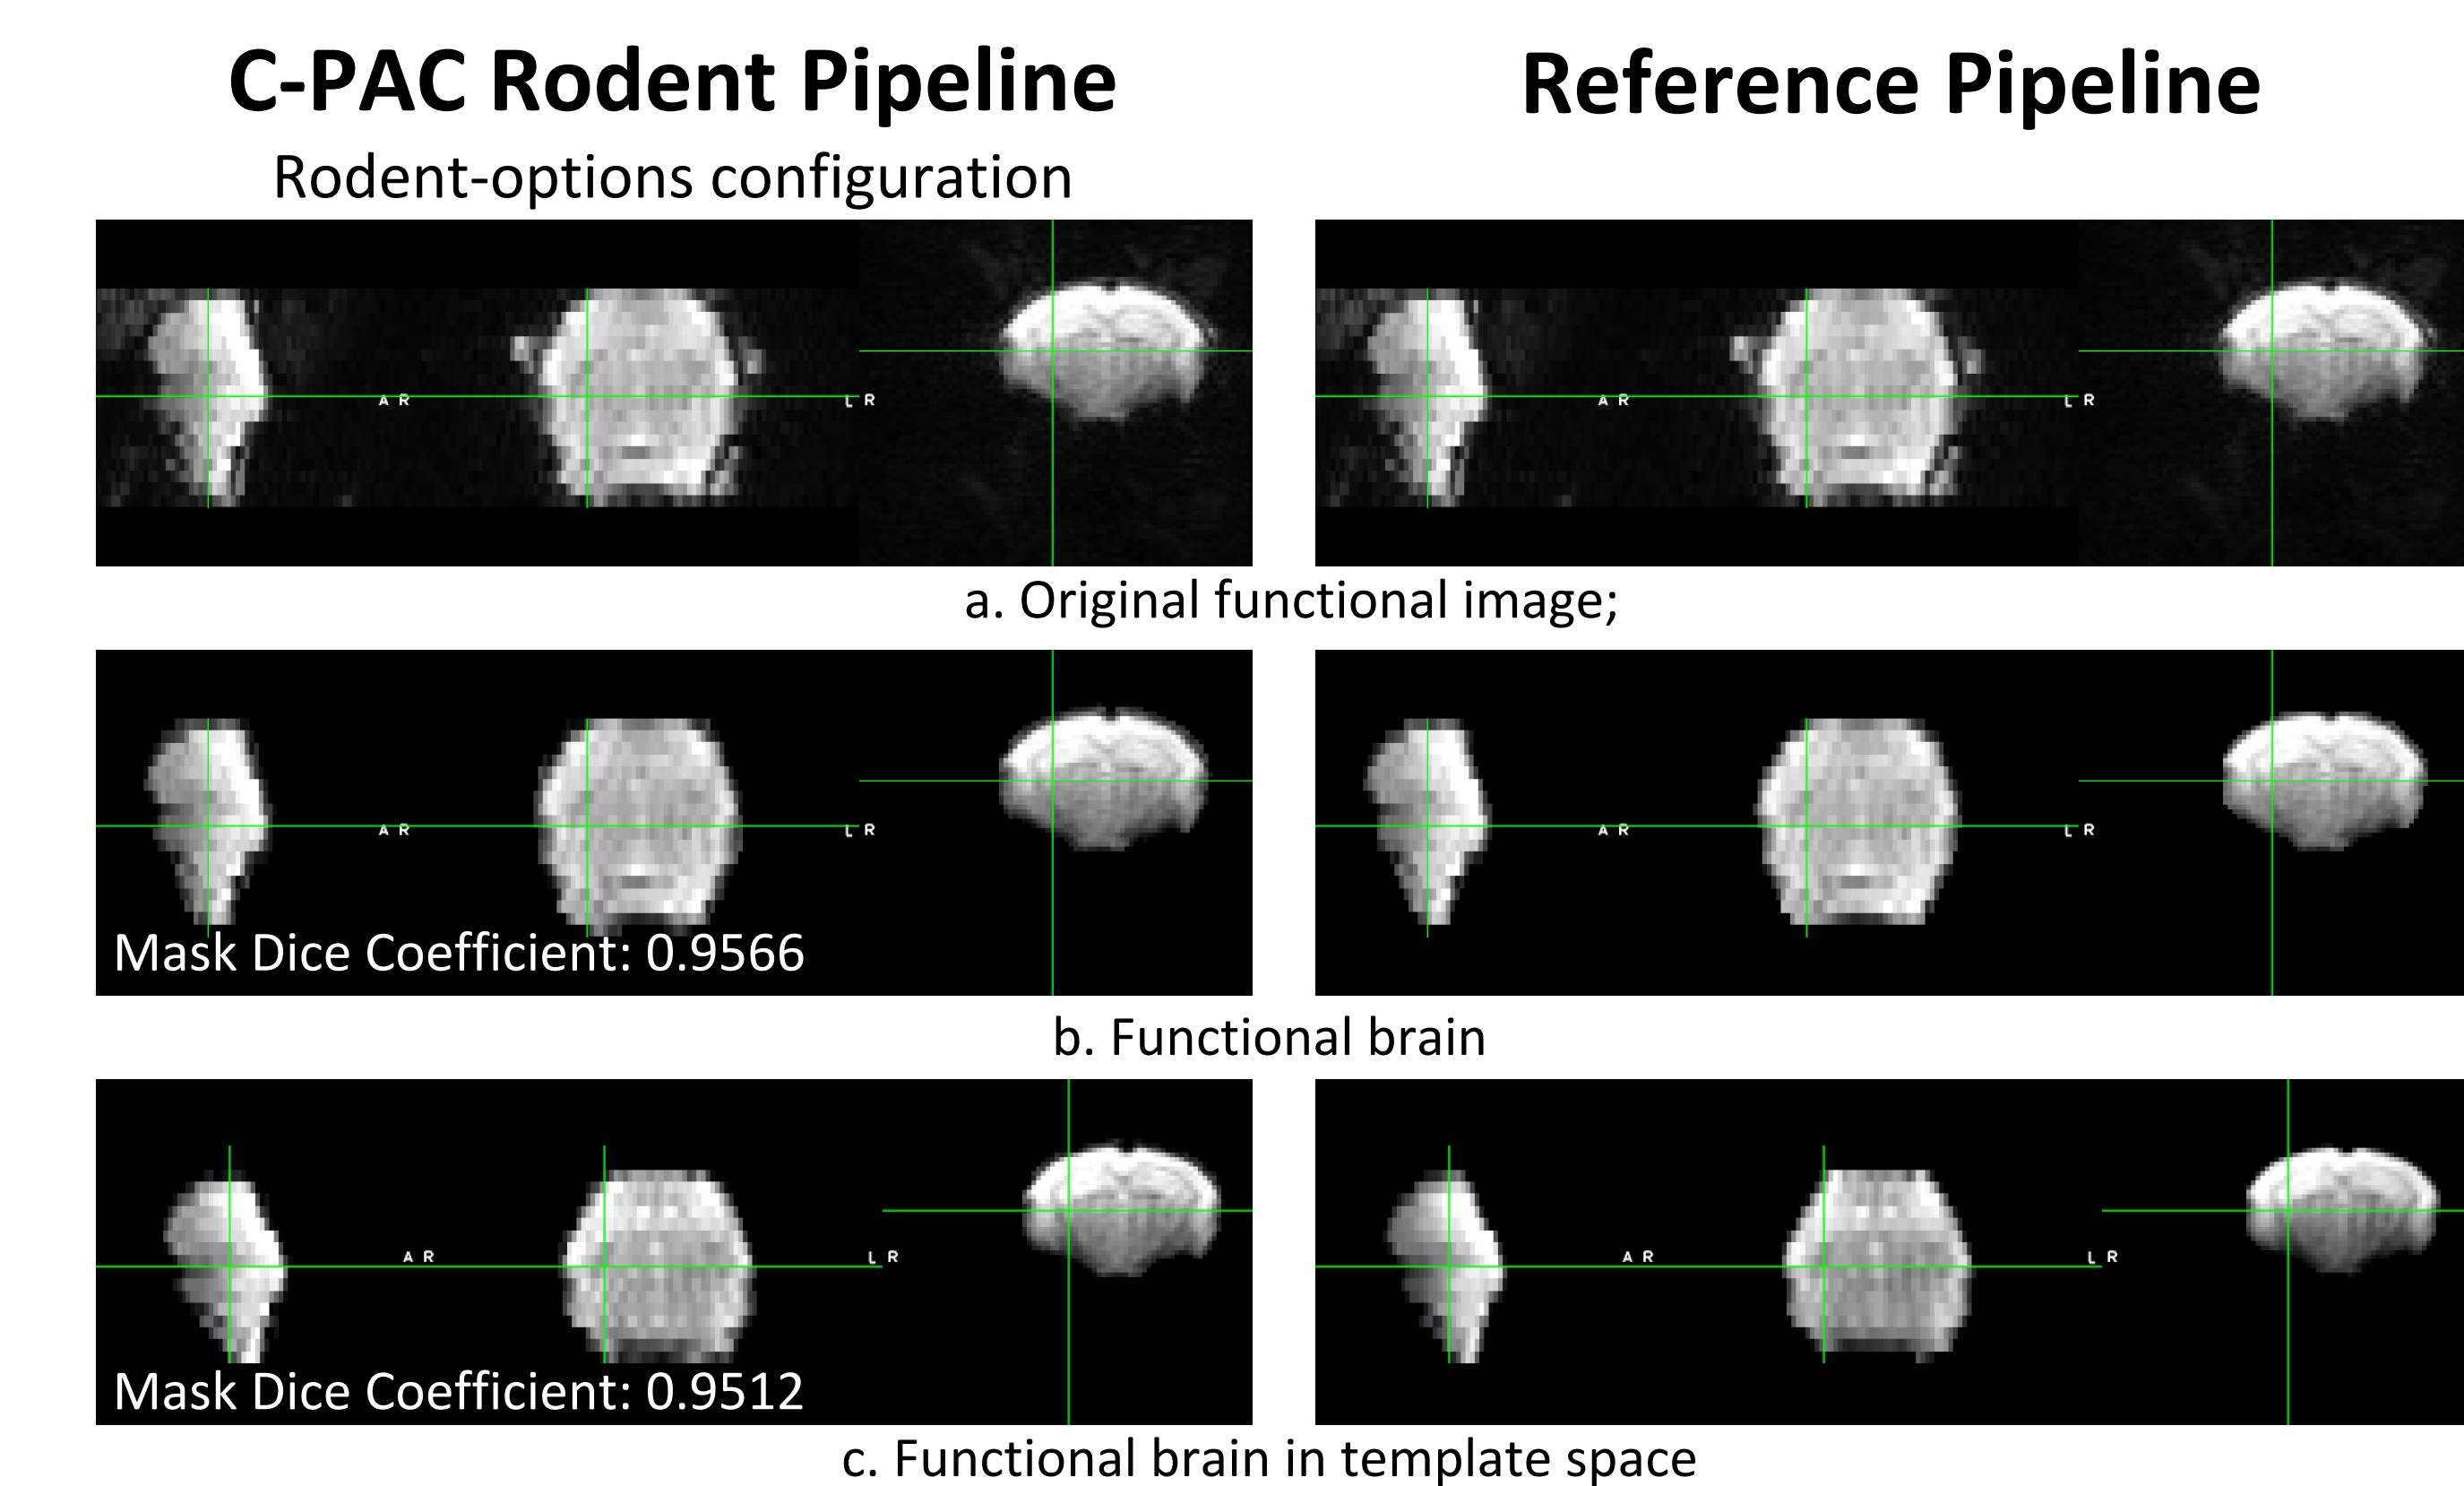 C-PAC Rodent Pipeline
Reference Pipeline
Rodent-options configuration
A R L R
A R L R
a. Original functional image;
A R L R
A R L R
Mask Dice Coefficient: 0.9566
b. Functional brain
A R L R
A R L R
Mask Dice Coefficient: 0.9512
c. Functional brain in template space